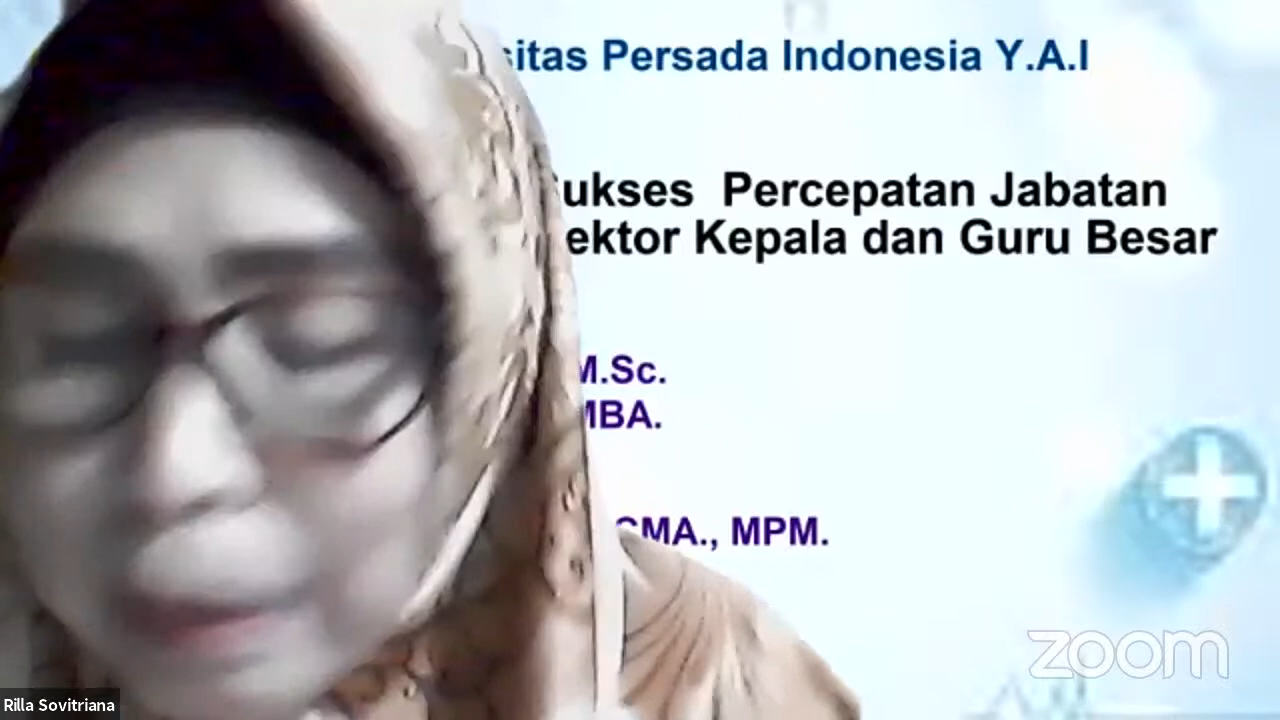 sitas Persada Indonesia Y.A.I
ukses Percepatan Jabatan
ektor Kepala dan Guru Besar
M.Sc.
MBA.
CMA., MPM.
zoom
Rilla Sovitriana